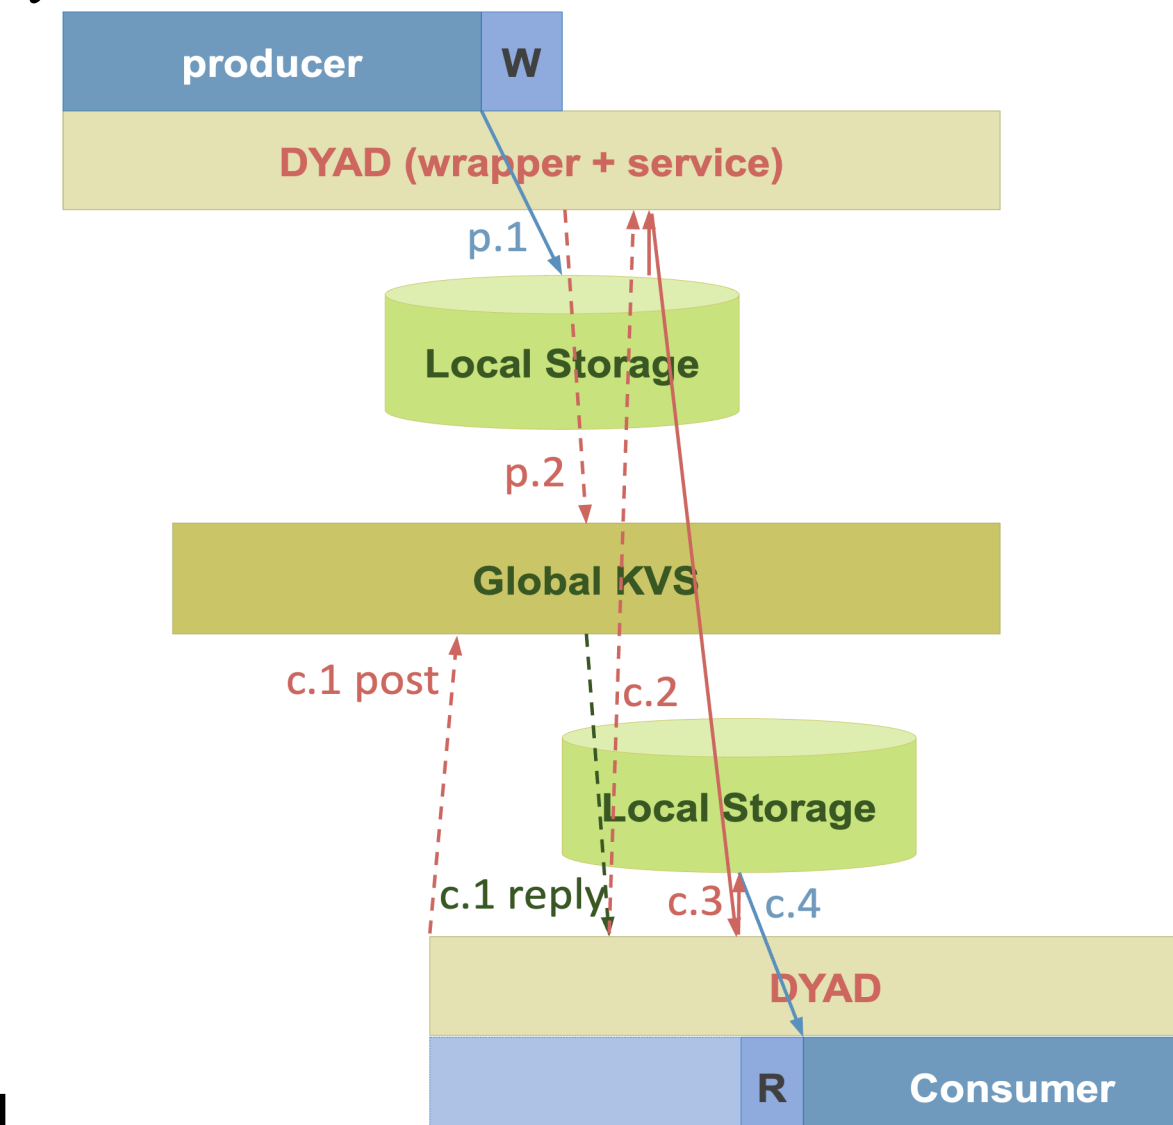 producer
W
DYAD (wrapper + service)
p.1
Local Storage
p.2
Global KVS
c.1 post
c.2
Local Storage
c.1 reply
c.3
c.4
DYAD
R
Consumer